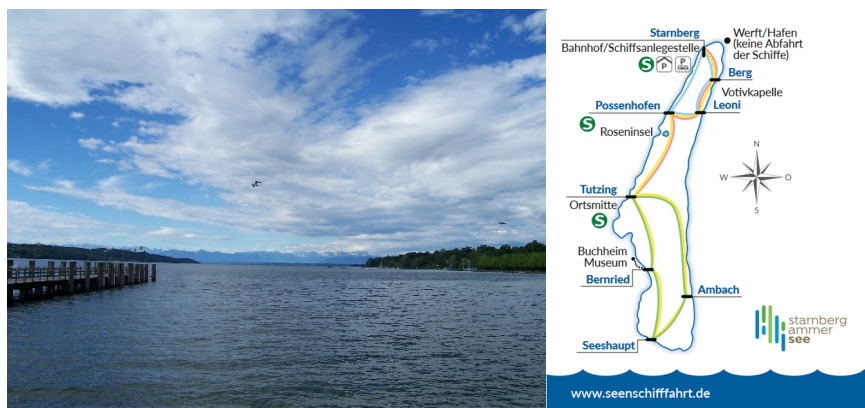 Starnberg
Bahnhof/Schiffsanlegestelle
S P P
Werft/Hafen
(keine Abfahrt
der Schiffe)
Berg
Votivkapelle
Possenhofen
Leoni
S
Roseninsel
N
W O
S
Tutzing
Ortsmitte
S
Buchheim
Museum
Bernried
Ambach
Seeshaupt
starnberg
ammer
see
www.seenschifffahrt.de